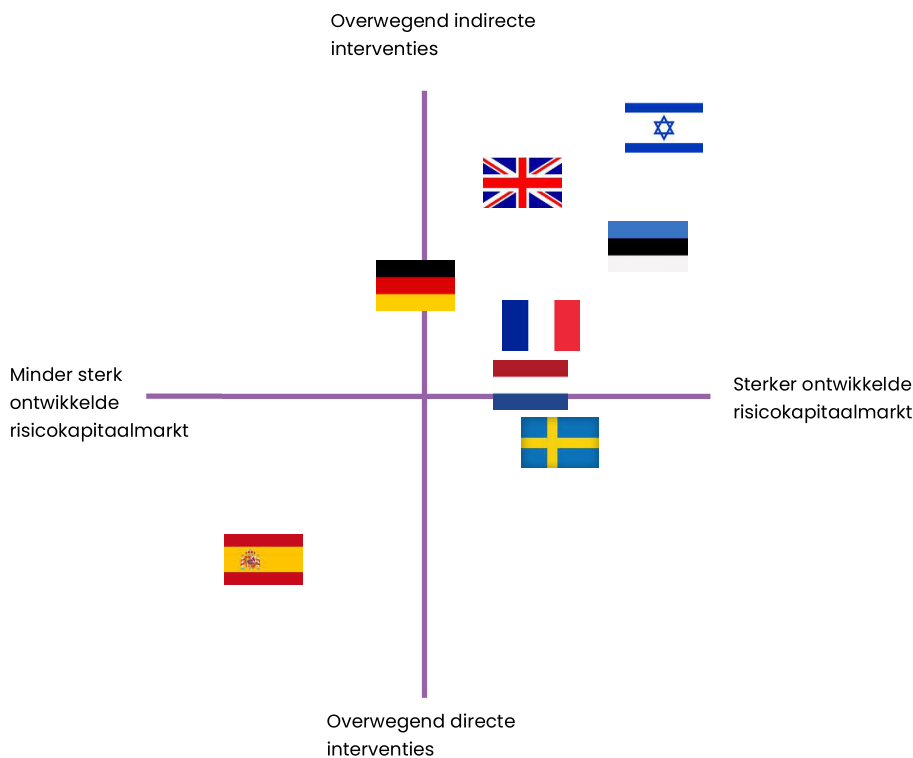 Overwegend indirecte
interventies
Minder sterk
ontwikkelde
risicokapitaalmarkt
Sterker ontwikkelde
risicokapitaalmarkt
Overwegend directe
interventies